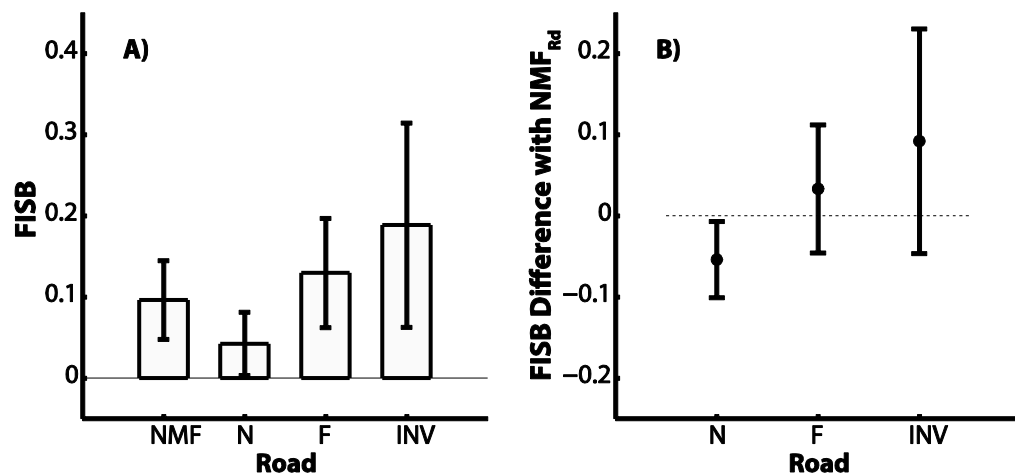 A)
FISB
0.4
0.3
0.2
0.1
0
NMF N F INV
Road
B)
FISB Difference with NMF_Rd
0.2
0.1
0
−0.1
−0.2
N F INV
Road